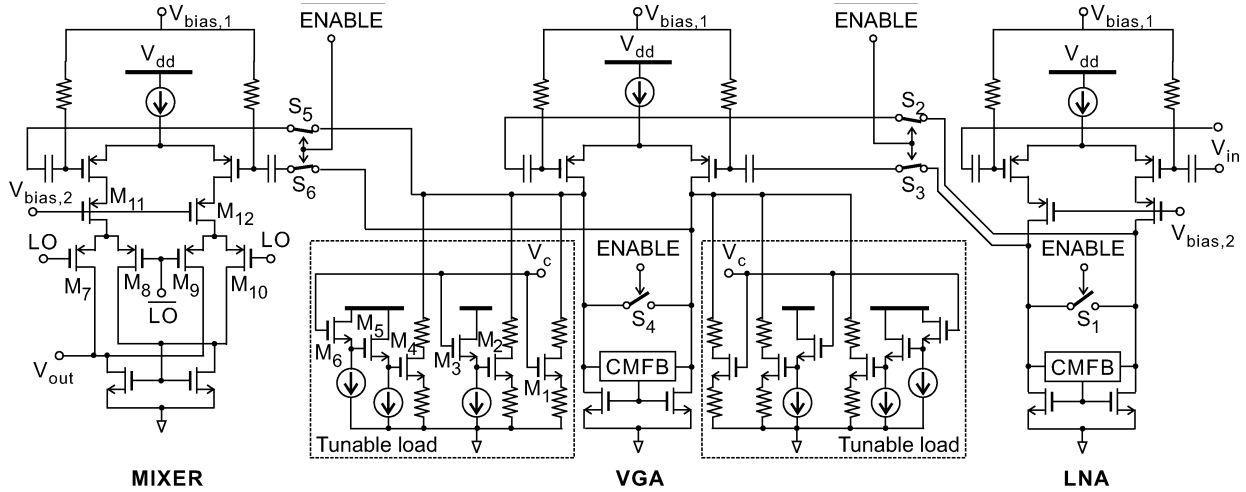 V_bias,1
ENABLE
V_bias,1
ENABLE
V_bias,1
V_dd
V_dd
V_dd
S_5
S_2
V_in
S_6
S_3
V_bias,2
M_11
M_12
V_bias,2
LO
LO
M_7
M_8
M_9
M_10
LO
V_out
V_c
ENABLE
V_c
ENABLE
M_6
M_5
M_4
M_3
M_2
M_1
S_4
S_1
CMFB
CMFB
Tunable load
Tunable load
MIXER
VGA
LNA